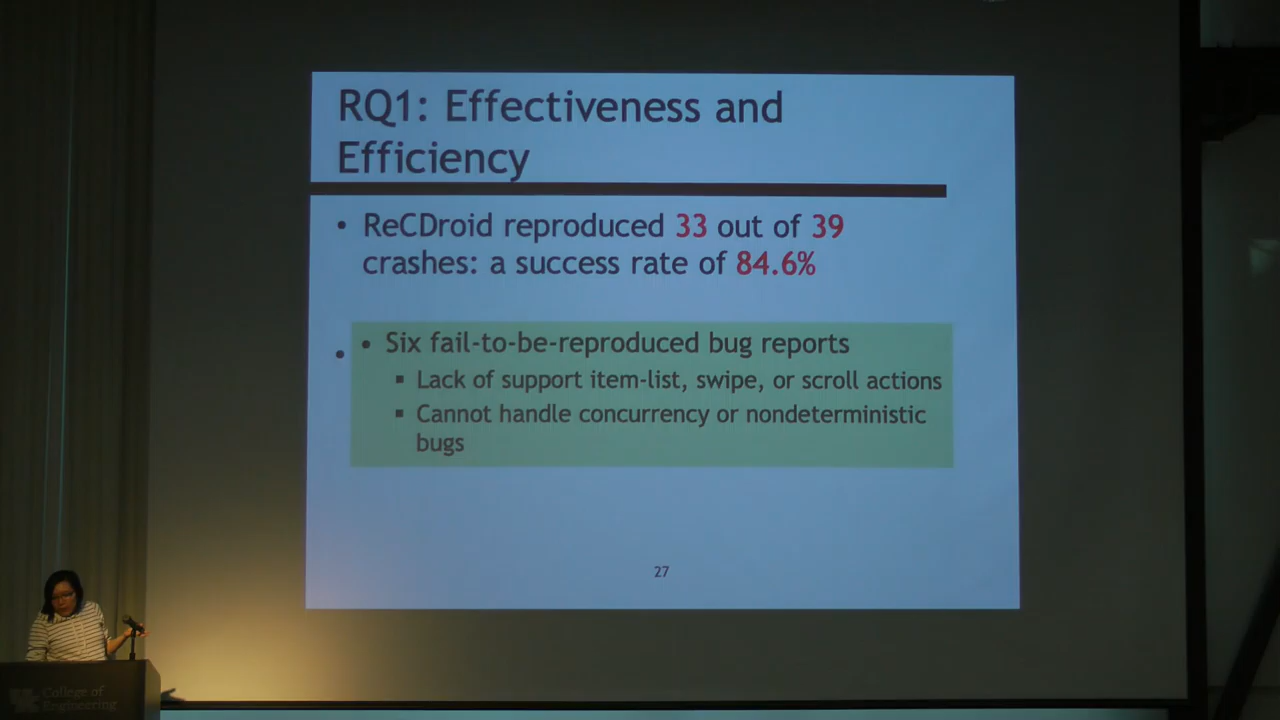 RQ1: Effectiveness and
Efficiency
• ReCDroid reproduced 33 out of 39
crashes: a success rate of 84.6%
•
• Six fail-to-be-reproduced bug reports
▪ Lack of support item-list, swipe, or scroll actions
▪ Cannot handle concurrency or nondeterministic
bugs
27
College of
Engineering